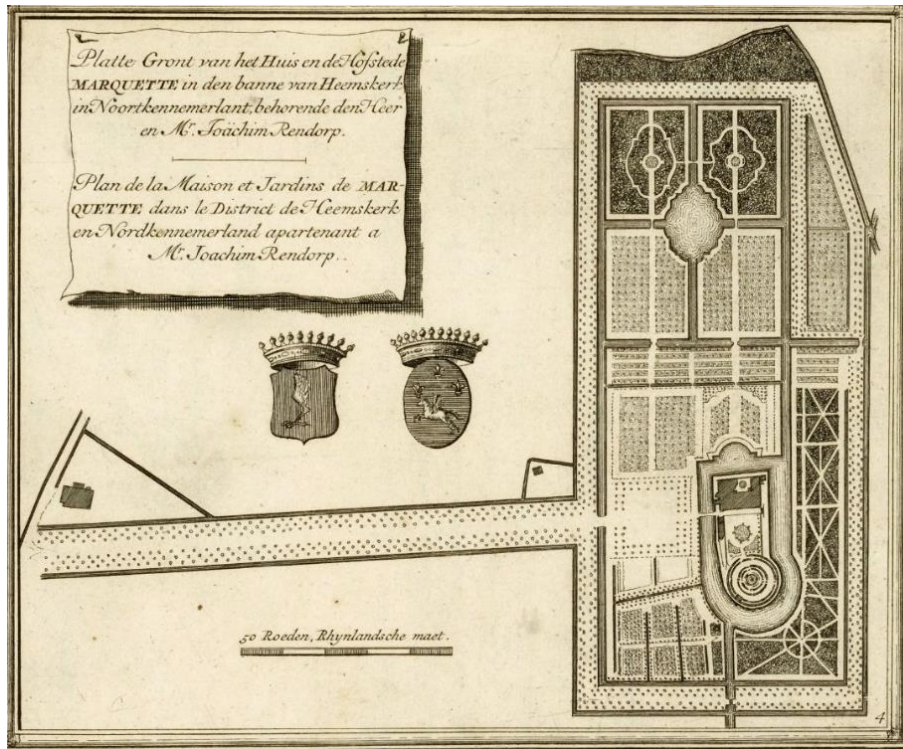 Platte Gront van het Huis en de Hofstede
MARQUETTE in den banne van Heemskerk
in Noortkennemerlant, behorende den Heer
en Mr. Joächim Rendorp.
Plan de la Maison et Jardins de MAR-
QUETTE dans le District de Heemskerk
en Nordkennemerland apartenant a
Mr. Joachim Rendorp..
50 Roeden, Rhynlandsche maet.
4